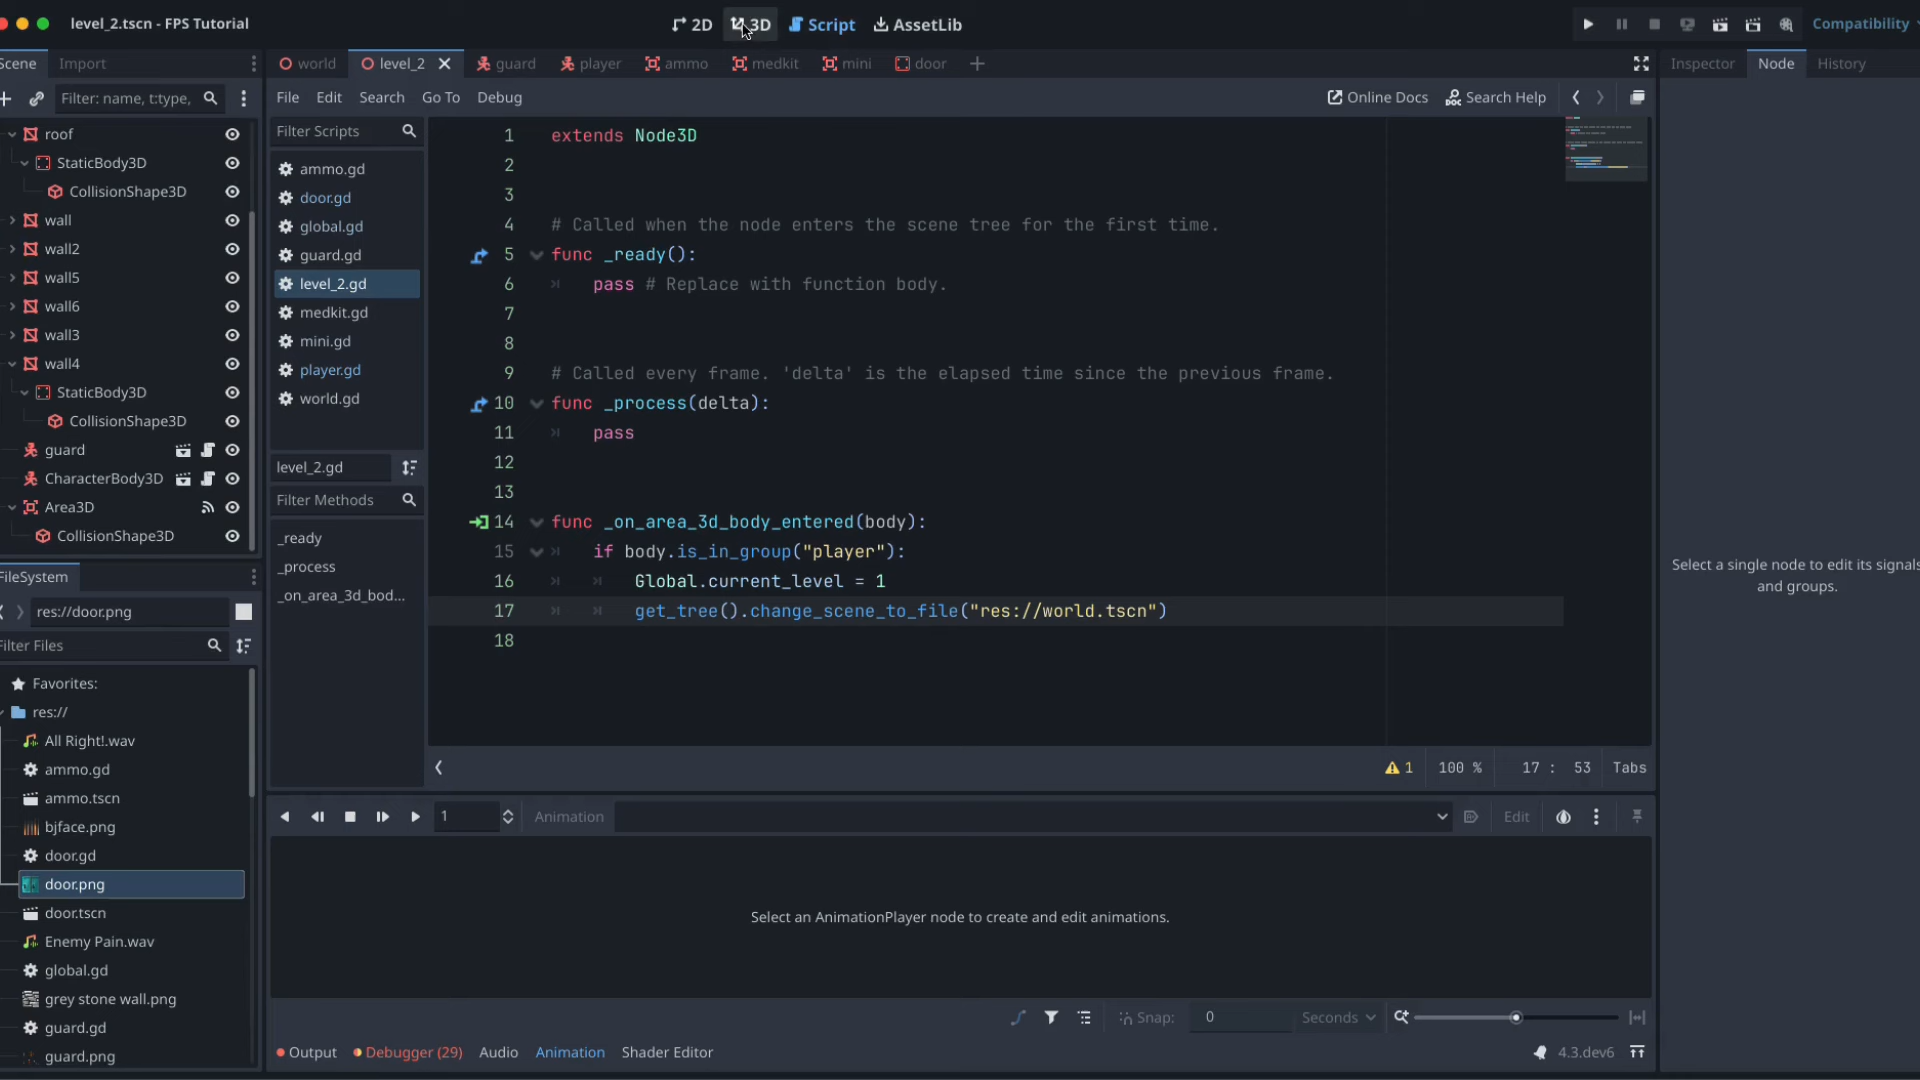 level_2.tscn - FPS Tutorial
2D
3D
Script
AssetLib
Compatibility
Scene
Import
world
level_2
guard
player
ammo
medkit
mini
door
Inspector
Node
History
Filter: name, t:type,
File
Edit
Search
Go To
Debug
Online Docs
Search Help
roof
StaticBody3D
CollisionShape3D
wall
wall2
wall5
wall6
wall3
wall4
StaticBody3D
CollisionShape3D
guard
CharacterBody3D
Area3D
CollisionShape3D
Filter Scripts
ammo.gd
door.gd
global.gd
guard.gd
level_2.gd
medkit.gd
mini.gd
player.gd
world.gd
level_2.gd
Filter Methods
_ready
_process
_on_area_3d_bod...
1 extends Node3D
2
3
4 # Called when the node enters the scene tree for the first time.
5 func _ready():
6 pass # Replace with function body.
7
8
9 # Called every frame. 'delta' is the elapsed time since the previous frame.
10 func _process(delta):
11 pass
12
13
14 func _on_area_3d_body_entered(body):
15 if body.is_in_group("player"):
16 Global.current_level = 1
17 get_tree().change_scene_to_file("res://world.tscn")
18
1
100 %
17 : 53
Tabs
Select a single node to edit its signals
and groups.
FileSystem
res://door.png
Filter Files
Favorites:
res://
All Right!.wav
ammo.gd
ammo.tscn
bjface.png
door.gd
door.png
door.tscn
Enemy Pain.wav
global.gd
grey stone wall.png
guard.gd
guard.png
1
Animation
Edit
Select an AnimationPlayer node to create and edit animations.
Snap:
0
Seconds
Output
Debugger (29)
Audio
Animation
Shader Editor
4.3.dev6